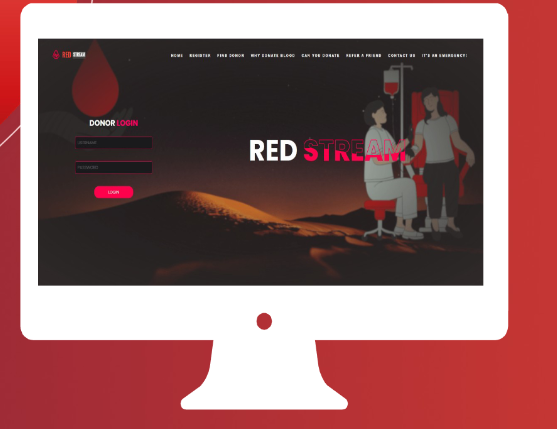 RED STREAM
HOME REGISTER FIND DONOR WHY DONATE BLOOD CAN YOU DONATE REFER A FRIEND CONTACT US IT'S AN EMERGENCY!
DONOR LOGIN
USERNAME
PASSWORD
LOGIN
RED STREAM